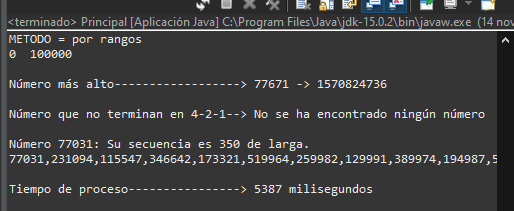 <terminado> Principal [Aplicación Java] C:\Program Files\Java\jdk-15.0.2\bin\javaw.exe (14 nov
METODO = por rangos
0 100000
Número más alto-----------------> 77671 -> 1570824736
Número que no terminan en 4-2-1--> No se ha encontrado ningún número
Número 77031: Su secuencia es 350 de larga.
77031,231094,115547,346642,173321,519964,259982,129991,389974,194987,5
Tiempo de proceso----------------> 5387 milisegundos